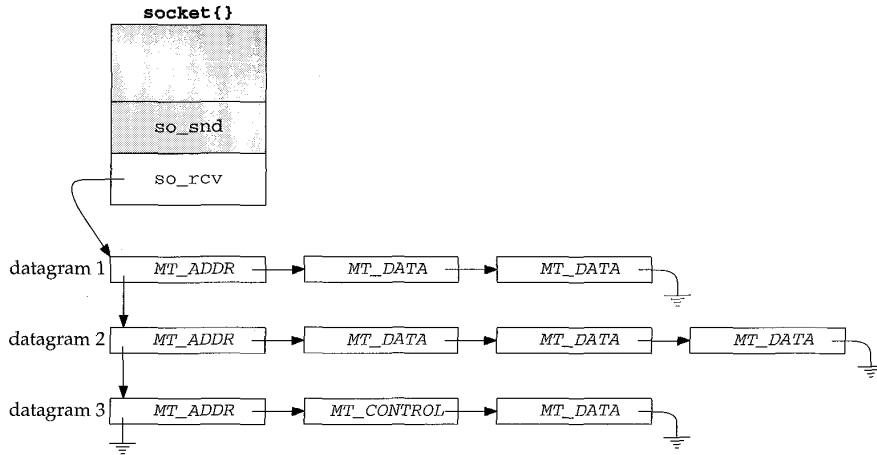 socket{}
so_snd
so_rcv
datagram 1 MT_ADDR MT_DATA MT_DATA
datagram 2 MT_ADDR MT_DATA MT_DATA MT_DATA
datagram 3 MT_ADDR MT_CONTROL MT_DATA